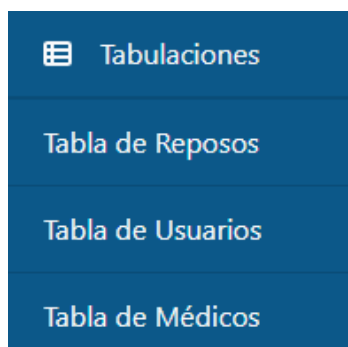 Tabulaciones
Tabla de Reposos
Tabla de Usuarios
Tabla de Médicos